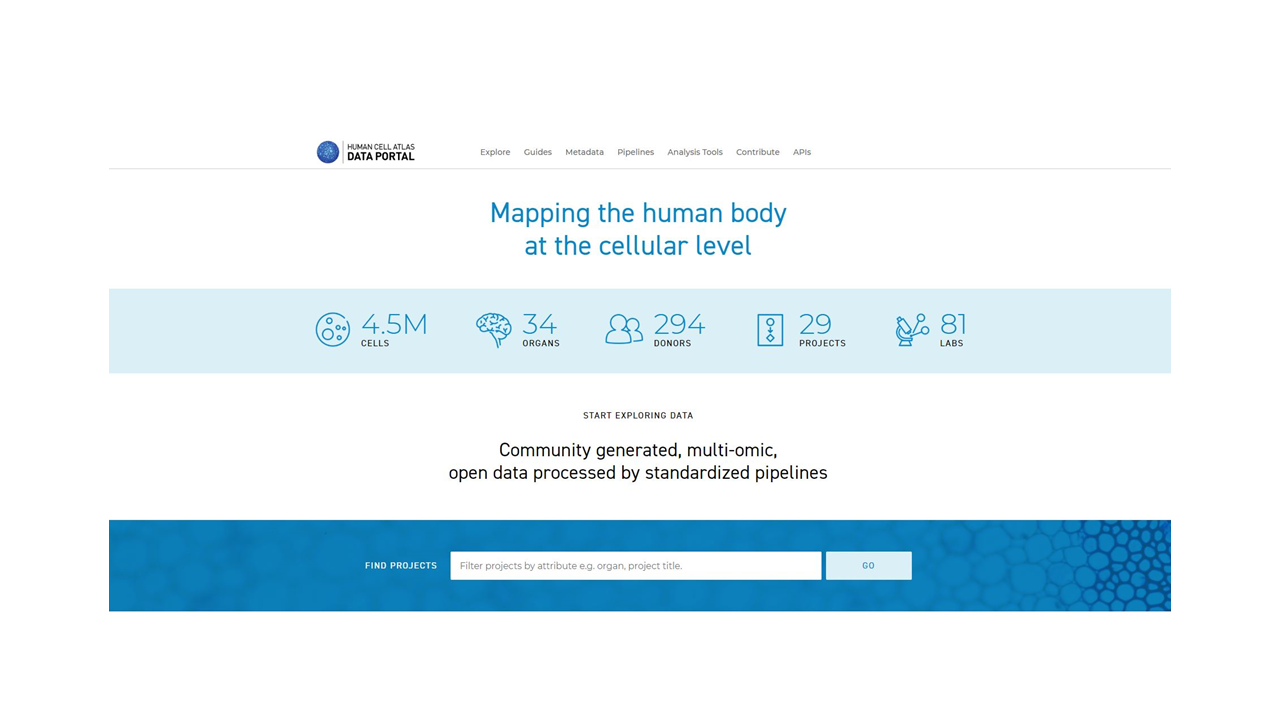 HUMAN CELL ATLAS
DATA PORTAL
Explore Guides Metadata Pipelines Analysis Tools Contribute APIs
Mapping the human body
at the cellular level
4.5M
CELLS
34
ORGANS
294
DONORS
29
PROJECTS
81
LABS
START EXPLORING DATA
Community generated, multi-omic,
open data processed by standardized pipelines
FIND PROJECTS Filter projects by attribute e.g. organ, project title. GO